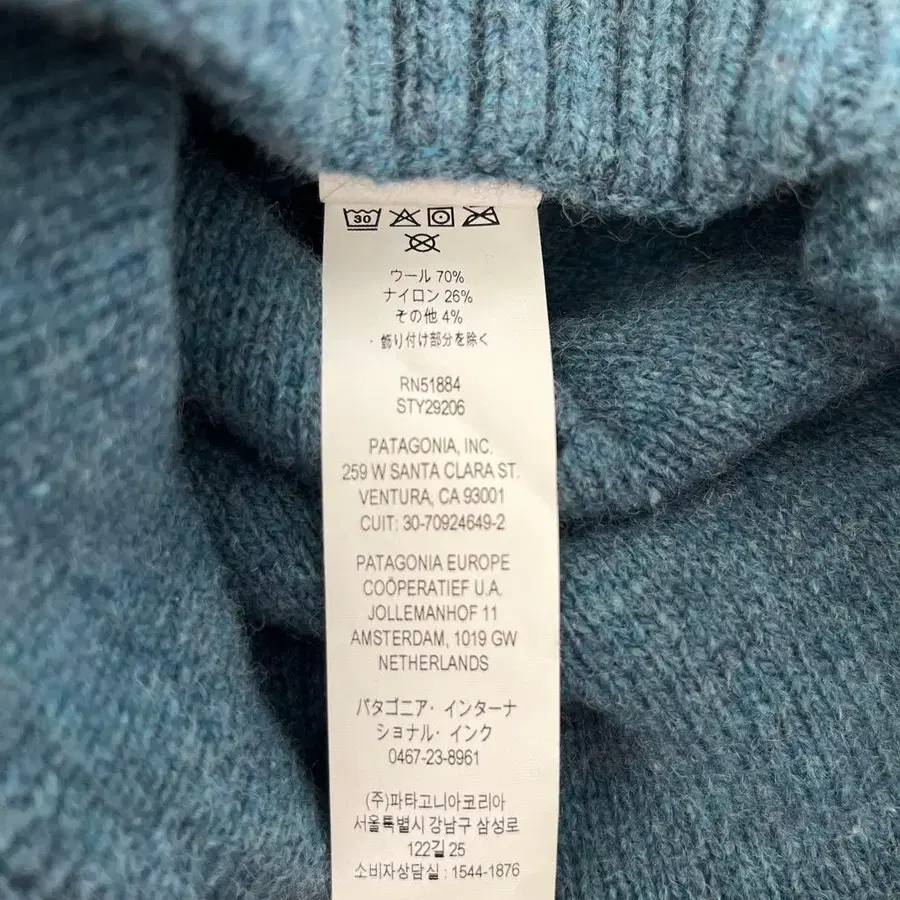 30
ウール 70%
ナイロン 26%
その他 4%
・飾り付け部分を除く
RN51884
STY29206
PATAGONIA, INC.
259 W SANTA CLARA ST.
VENTURA, CA 93001
CUIT: 30-70924649-2
PATAGONIA EUROPE
COÖPERATIEF U.A.
JOLLEMANHOF 11
AMSTERDAM, 1019 GW
NETHERLANDS
パタゴニア・インターナ
ショナル・インク
0467-23-8961
(주)파타고니아코리아
서울특별시 강남구 삼성로
122길 25
소비자상담실 : 1544-1876